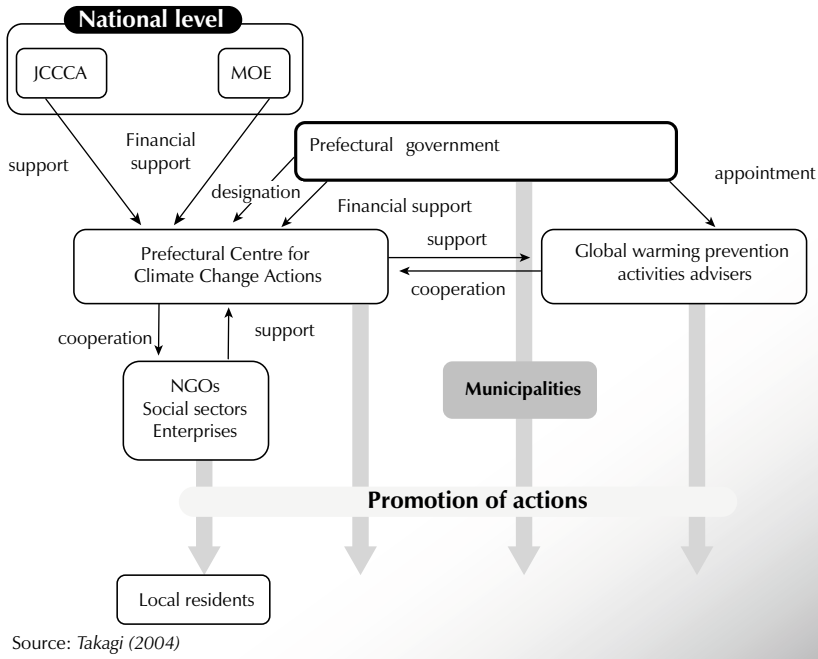 National level
JCCCA
MOE
support
Financial
support
Prefectural government
designation
Financial support
appointment
Prefectural Centre for
Climate Change Actions
support
cooperation
Global warming prevention
activities advisers
cooperation
support
NGOs
Social sectors
Enterprises
Municipalities
Promotion of actions
Local residents
Source: Takagi (2004)